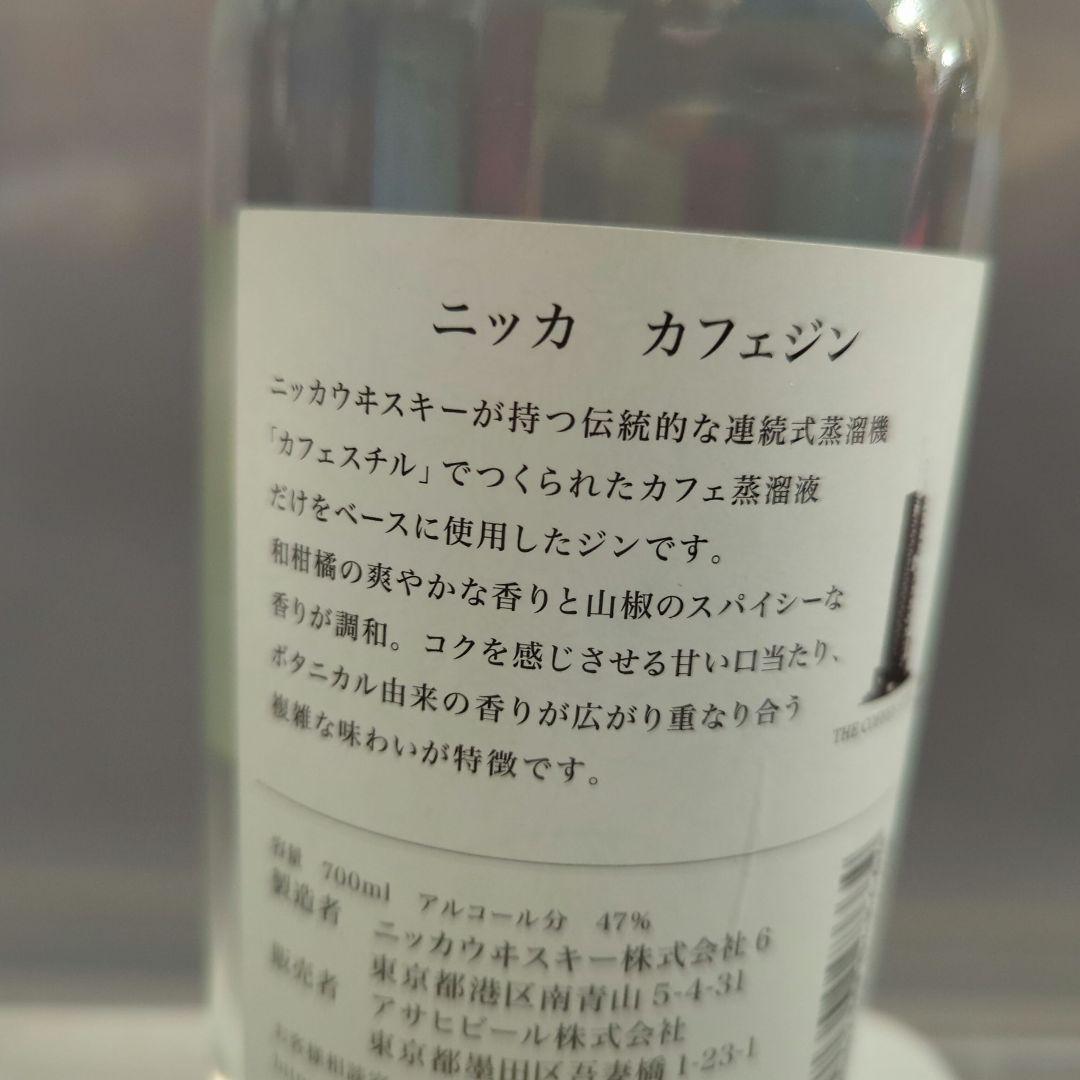 ニッカ　カフェジン
ニッカウヰスキーが持つ伝統的な連続式蒸溜機
「カフェスチル」でつくられたカフェ蒸溜液
だけをベースに使用したジンです。
和柑橘の爽やかな香りと山椒のスパイシーな
香りが調和。コクを感じさせる甘い口当たり、
ボタニカル由来の香りが広がり重なり合う
複雑な味わいが特徴です。
THE
容量　700ml　アルコール分　47%
製造者　ニッカウヰスキー株式会社 6
東京都港区南青山 5-4-31
販売者　アサヒビール株式会社
東京都墨田区吾妻橋 1-23-1
お客様相談